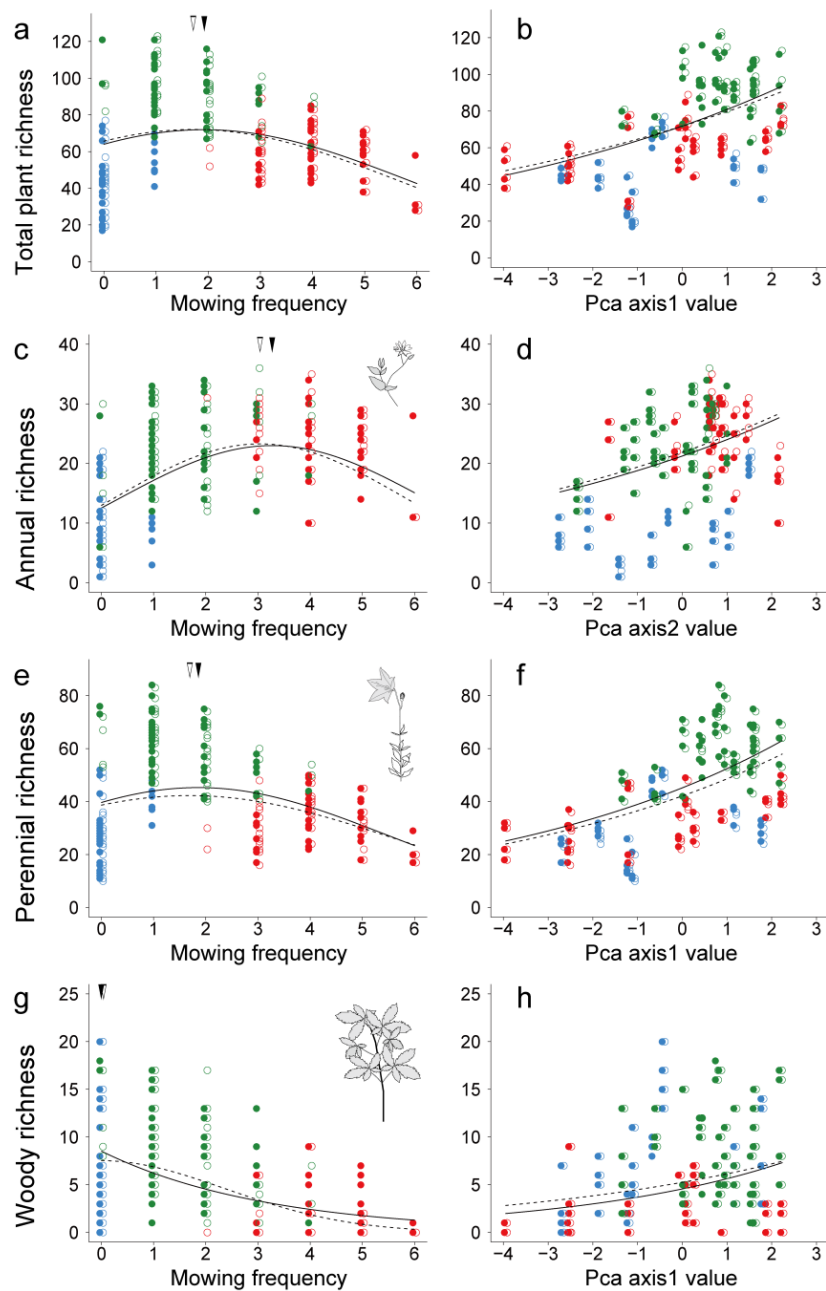 a
Total plant richness
120
100
80
60
40
20
0
0 1 2 3 4 5 6
Mowing frequency
b
120
100
80
60
40
20
0
−4 −3 −2 −1 0 1 2 3
Pca axis1 value
c
Annual richness
40
30
20
10
0
0 1 2 3 4 5 6
Mowing frequency
d
40
30
20
10
0
−4 −3 −2 −1 0 1 2 3
Pca axis2 value
e
Perennial richness
80
60
40
20
0
0 1 2 3 4 5 6
Mowing frequency
f
80
60
40
20
0
−4 −3 −2 −1 0 1 2 3
Pca axis1 value
g
Woody richness
25
20
15
10
5
0
0 1 2 3 4 5 6
Mowing frequency
h
25
20
15
10
5
0
−4 −3 −2 −1 0 1 2 3
Pca axis1 value